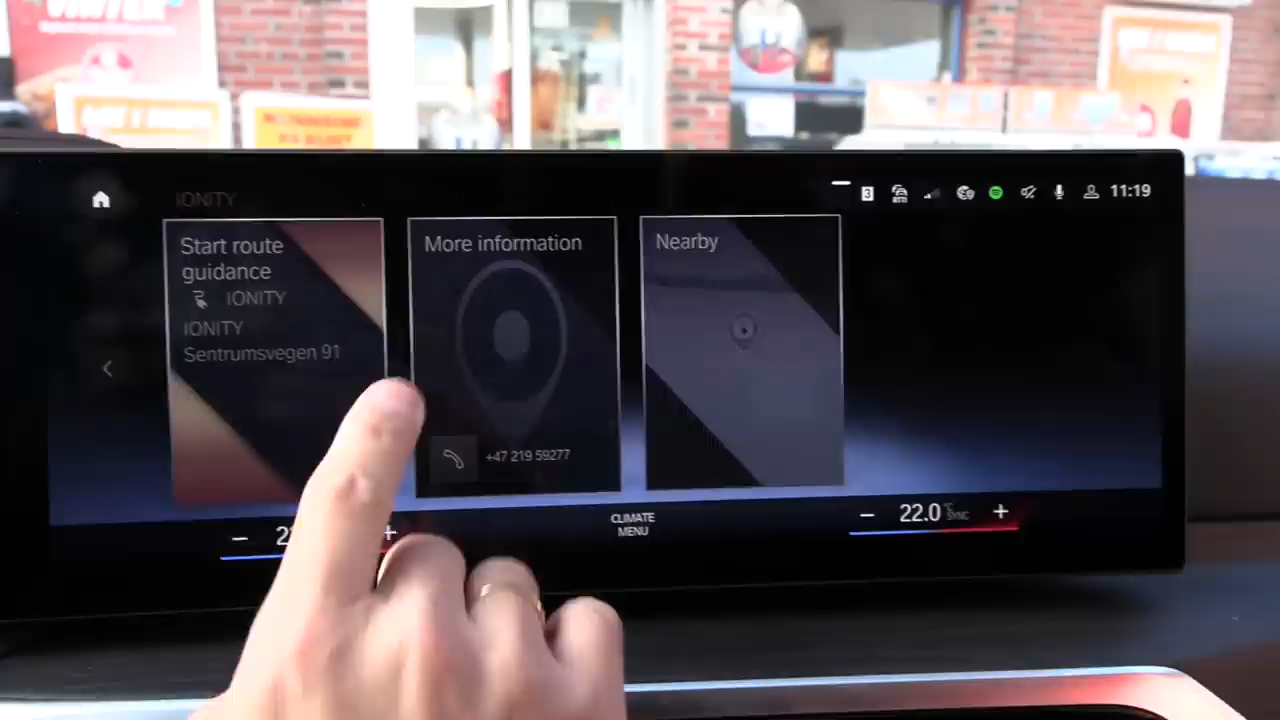 IONITY
3
11:19
Start route
guidance
IONITY
IONITY
Sentrumsvegen 91
More information
+47 219 59277
Nearby
CLIMATE
MENU
22.0 °C
SYNC